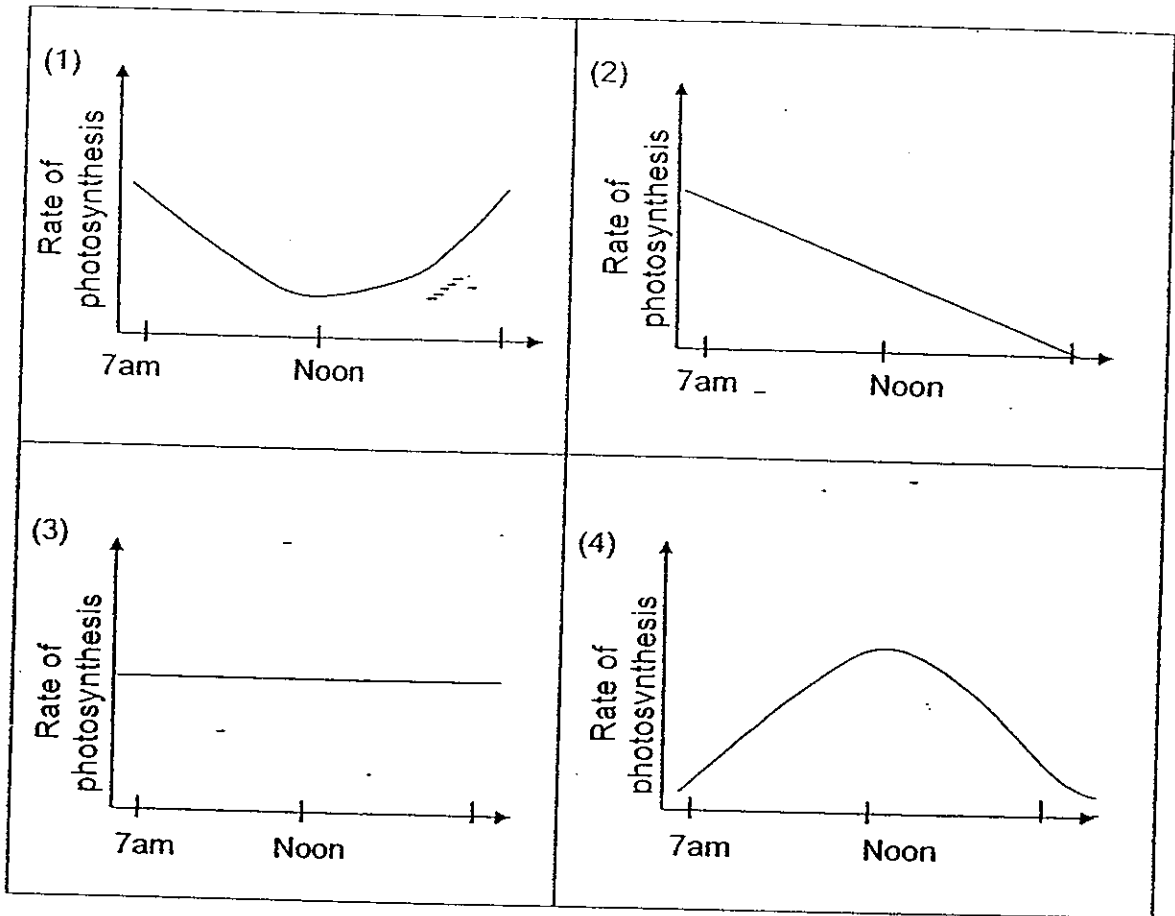 (1)
Rate of
photosynthesis
7am Noon
(2)
Rate of
photosynthesis
7am Noon
(3)
Rate of
photosynthesis
7am Noon
(4)
Rate of
photosynthesis
7am Noon